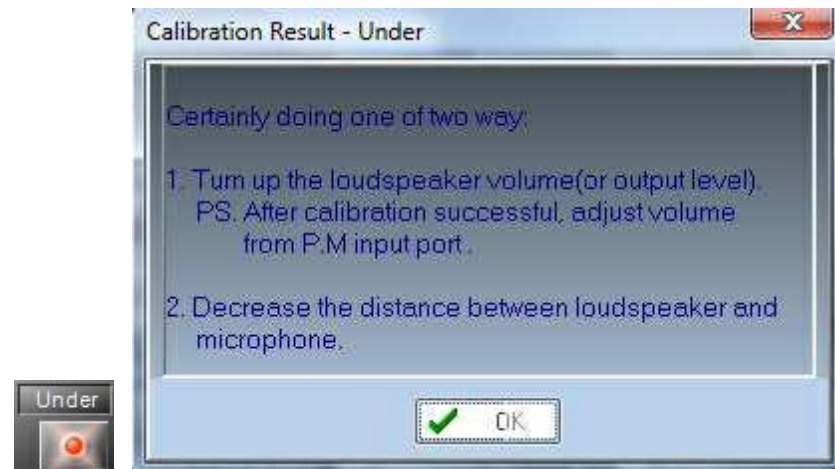 Calibration Result - Under
Certainly doing one of two way:
1. Turn up the loudspeaker volume(or output level).
PS. After calibration successful, adjust volume
from P.M input port .
2. Decrease the distance between loudspeaker and
microphone.
OK
Under